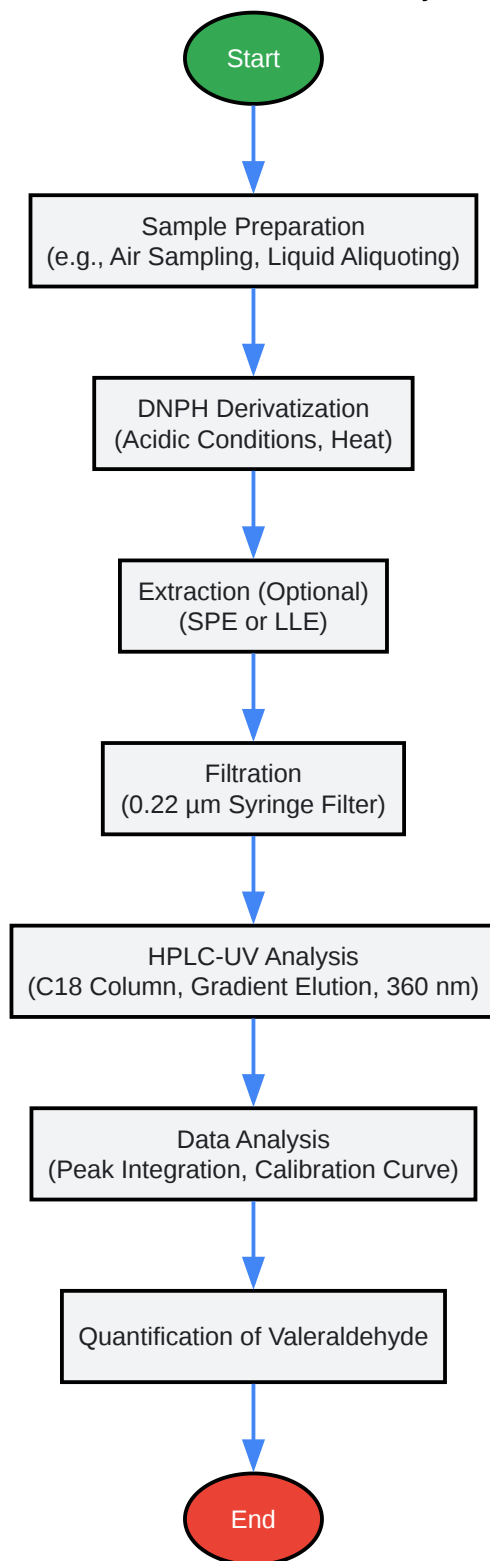 Start
Sample Preparation
(e.g., Air Sampling, Liquid Aliquoting)
DNPH Derivatization
(Acidic Conditions, Heat)
Extraction (Optional)
(SPE or LLE)
Filtration
(0.22 µm Syringe Filter)
HPLC-UV Analysis
(C18 Column, Gradient Elution, 360 nm)
Data Analysis
(Peak Integration, Calibration Curve)
Quantification of Valeraldehyde
End